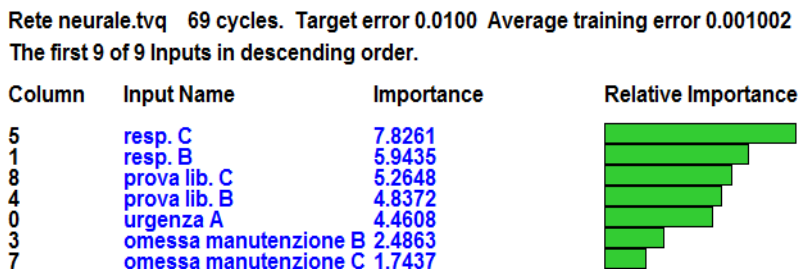 Rete neurale.tvq 69 cycles. Target error 0.0100 Average training error 0.001002
The first 9 of 9 Inputs in descending order.
Column Input Name Importance Relative Importance
5 resp. C 7.8261
1 resp. B 5.9435
8 prova lib. C 5.2648
4 prova lib. B 4.8372
0 urgenza A 4.4608
3 omessa manutenzione B 2.4863
7 omessa manutenzione C 1.7437